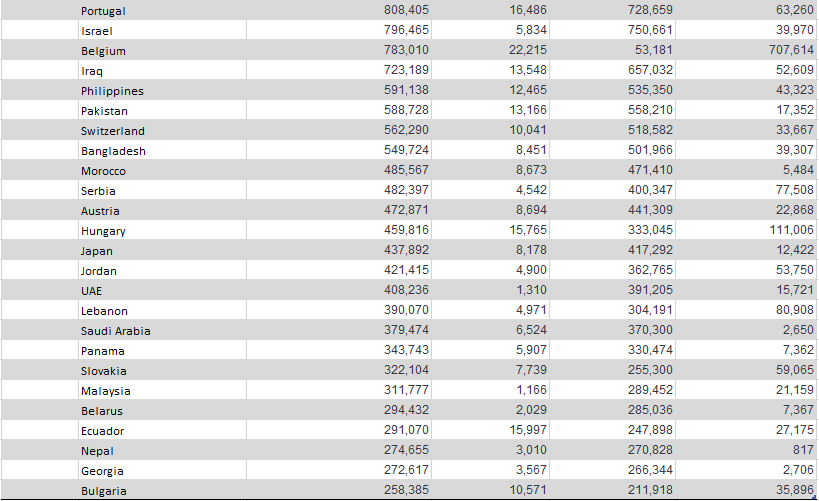 Portugal 808,405 16,486 728,659 63,260
Israel 796,465 5,834 750,661 39,970
Belgium 783,010 22,215 53,181 707,614
Iraq 723,189 13,548 657,032 52,609
Philippines 591,138 12,465 535,350 43,323
Pakistan 588,728 13,166 558,210 17,352
Switzerland 562,290 10,041 518,582 33,667
Bangladesh 549,724 8,451 501,966 39,307
Morocco 485,567 8,673 471,410 5,484
Serbia 482,397 4,542 400,347 77,508
Austria 472,871 8,694 441,309 22,868
Hungary 459,816 15,765 333,045 111,006
Japan 437,892 8,178 417,292 12,422
Jordan 421,415 4,900 362,765 53,750
UAE 408,236 1,310 391,205 15,721
Lebanon 390,070 4,971 304,191 80,908
Saudi Arabia 379,474 6,524 370,300 2,650
Panama 343,743 5,907 330,474 7,362
Slovakia 322,104 7,739 255,300 59,065
Malaysia 311,777 1,166 289,452 21,159
Belarus 294,432 2,029 285,036 7,367
Ecuador 291,070 15,997 247,898 27,175
Nepal 274,655 3,010 270,828 817
Georgia 272,617 3,567 266,344 2,706
Bulgaria 258,385 10,571 211,918 35,896